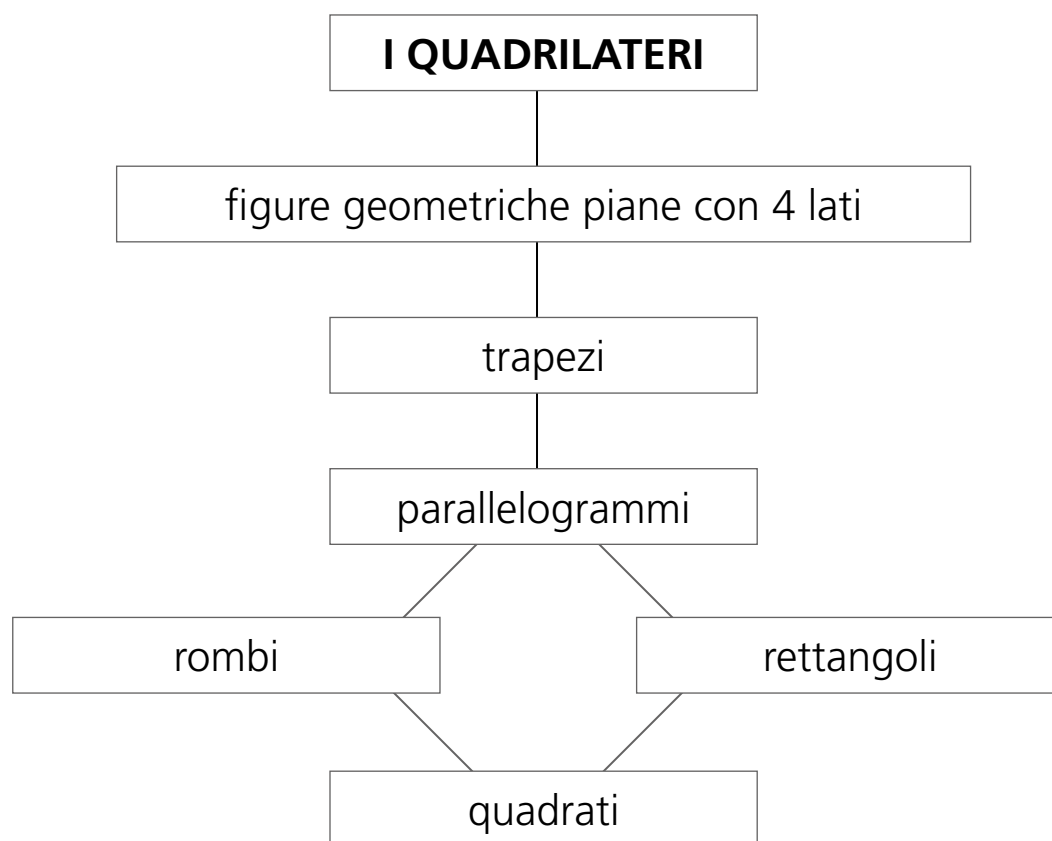 I QUADRILATERI
figure geometriche piane con 4 lati
trapezi
parallelogrammi
rombi
rettangoli
quadrati